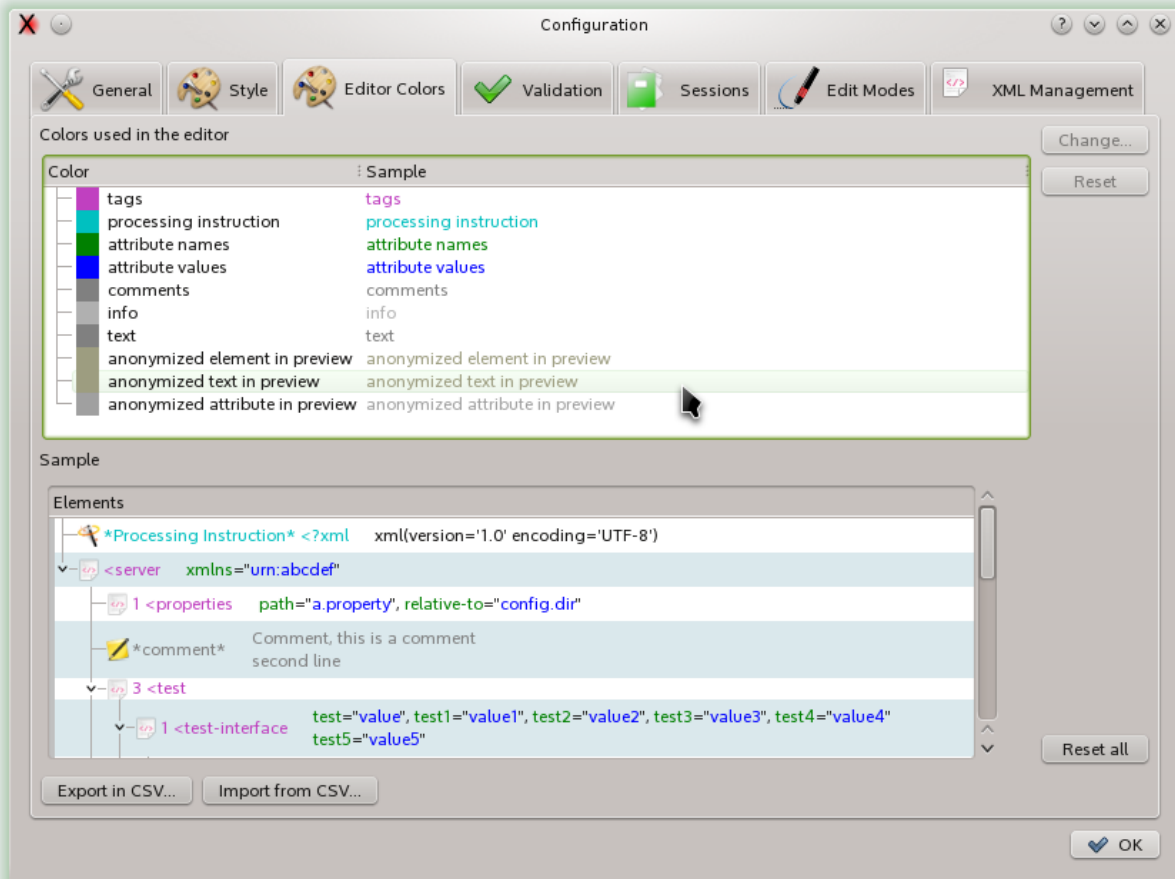 Configuration
General Style Editor Colors Validation Sessions Edit Modes XML Management
Colors used in the editor
Change...
Color Sample
Reset
tags tags
processing instruction processing instruction
attribute names attribute names
attribute values attribute values
comments comments
info info
text text
anonymized element in preview anonymized element in preview
anonymized text in preview anonymized text in preview
anonymized attribute in preview anonymized attribute in preview
Sample
Elements
*Processing Instruction* <?xml xml(version='1.0' encoding='UTF-8')
<server xmlns="urn:abcdef"
1 <properties path="a.property", relative-to="config.dir"
*comment* Comment, this is a comment
second line
3 <test
1 <test-interface test="value", test1="value1", test2="value2", test3="value3", test4="value4"
test5="value5"
Reset all
Export in CSV... Import from CSV...
OK